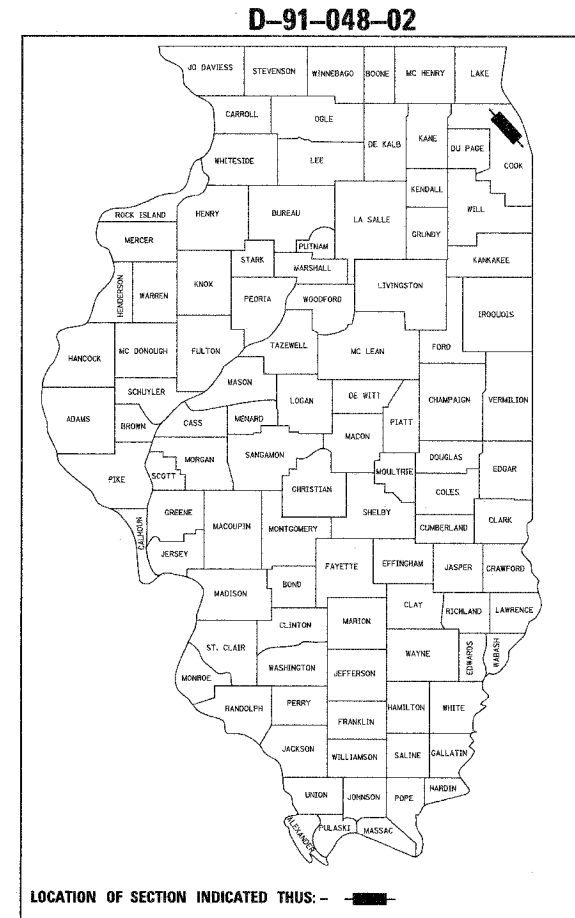 D-91-048-02
JO DAVIESS STEVENSON WINNEBAGO BOONE MC HENRY LAKE
CARROLL OGLE DE KALB KANE DU PAGE COOK
WHITESIDE LEE
KENDALL WILL
ROCK ISLAND HENRY BUREAU LA SALLE GRUNDY
MERCER PUTNAM
STARK MARSHALL KANKAKEE
HENDERSON WARREN KNOX PEORIA WOODFORD LIVINGSTON IROQUOIS
HANCOCK MC DONOUGH FULTON TAZEWELL MC LEAN FORD
MASON
SCHUYLER LOGAN DE WITT CHAMPAIGN VERMILION
ADAMS BROWN CASS MENARD PIATT
MACON
MORGAN SANGAMON DOUGLAS EDGAR
PIKE SCOTT CHRISTIAN MOULTRIE
COLES
GREENE MACOUPIN MONTGOMERY SHELBY CLARK
CALHOUN CUMBERLAND
JERSEY
FAYETTE EFFINGHAM JASPER CRAWFORD
MADISON BOND
CLAY RICHLAND LAWRENCE
CLINTON MARION
ST. CLAIR WAYNE EDWARDS WABASH
WASHINGTON JEFFERSON
MONROE
RANDOLPH PERRY HAMILTON WHITE
FRANKLIN
JACKSON WILLIAMSON SALINE GALLATIN
HARDIN
UNION JOHNSON POPE
ALEXANDER PULASKI MASSAC
LOCATION OF SECTION INDICATED THUS: -